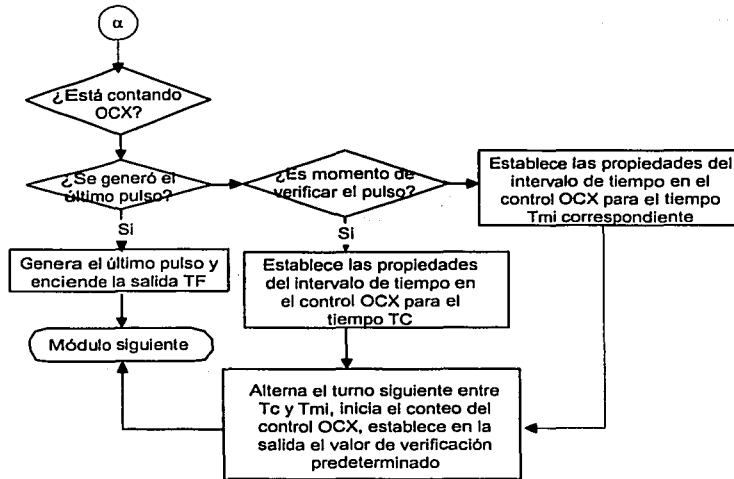 α
¿Está contando
OCX?
¿Se generó el
último pulso?
¿Es momento de
verificar el pulso?
Establece las propiedades del
intervalo de tiempo en el
control OCX para el tiempo
Tmi correspondiente
Si
Si
Genera el último pulso y
enciende la salida TF
Establece las propiedades
del intervalo de tiempo en
el control OCX para el
tiempo TC
Módulo siguiente
Alterna el turno siguiente entre
Tc y Tmi, inicia el conteo del
control OCX, establece en la
salida el valor de verificación
predeterminado